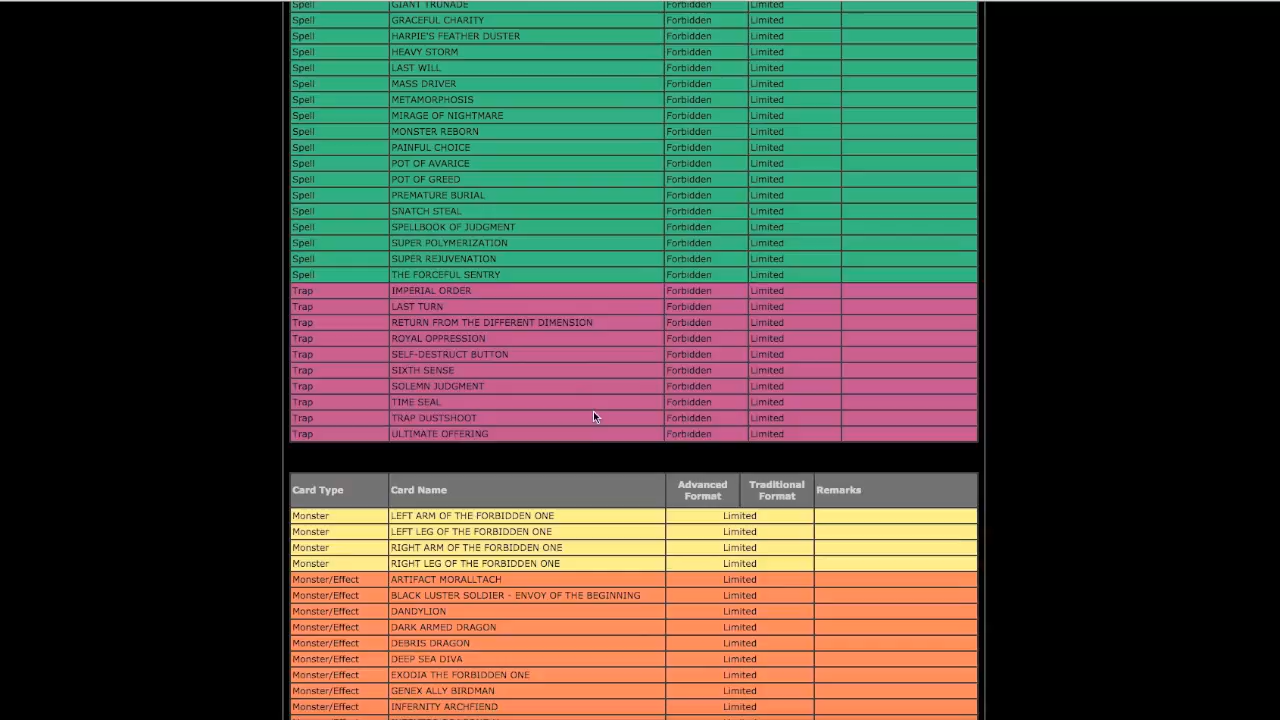 Spell GIANT TRUNADE Forbidden Limited
Spell GRACEFUL CHARITY Forbidden Limited
Spell HARPIE'S FEATHER DUSTER Forbidden Limited
Spell HEAVY STORM Forbidden Limited
Spell LAST WILL Forbidden Limited
Spell MASS DRIVER Forbidden Limited
Spell METAMORPHOSIS Forbidden Limited
Spell MIRAGE OF NIGHTMARE Forbidden Limited
Spell MONSTER REBORN Forbidden Limited
Spell PAINFUL CHOICE Forbidden Limited
Spell POT OF AVARICE Forbidden Limited
Spell POT OF GREED Forbidden Limited
Spell PREMATURE BURIAL Forbidden Limited
Spell SNATCH STEAL Forbidden Limited
Spell SPELLBOOK OF JUDGMENT Forbidden Limited
Spell SUPER POLYMERIZATION Forbidden Limited
Spell SUPER REJUVENATION Forbidden Limited
Spell THE FORCEFUL SENTRY Forbidden Limited
Trap IMPERIAL ORDER Forbidden Limited
Trap LAST TURN Forbidden Limited
Trap RETURN FROM THE DIFFERENT DIMENSION Forbidden Limited
Trap ROYAL OPPRESSION Forbidden Limited
Trap SELF-DESTRUCT BUTTON Forbidden Limited
Trap SIXTH SENSE Forbidden Limited
Trap SOLEMN JUDGMENT Forbidden Limited
Trap TIME SEAL Forbidden Limited
Trap TRAP DUSTSHOOT Forbidden Limited
Trap ULTIMATE OFFERING Forbidden Limited
Card Type Card Name Advanced Format Traditional Format Remarks
Monster LEFT ARM OF THE FORBIDDEN ONE Limited
Monster LEFT LEG OF THE FORBIDDEN ONE Limited
Monster RIGHT ARM OF THE FORBIDDEN ONE Limited
Monster RIGHT LEG OF THE FORBIDDEN ONE Limited
Monster/Effect ARTIFACT MORALLTACH Limited
Monster/Effect BLACK LUSTER SOLDIER - ENVOY OF THE BEGINNING Limited
Monster/Effect DANDYLION Limited
Monster/Effect DARK ARMED DRAGON Limited
Monster/Effect DEBRIS DRAGON Limited
Monster/Effect DEEP SEA DIVA Limited
Monster/Effect EXODIA THE FORBIDDEN ONE Limited
Monster/Effect GENEX ALLY BIRDMAN Limited
Monster/Effect INFERNITY ARCHFIEND Limited